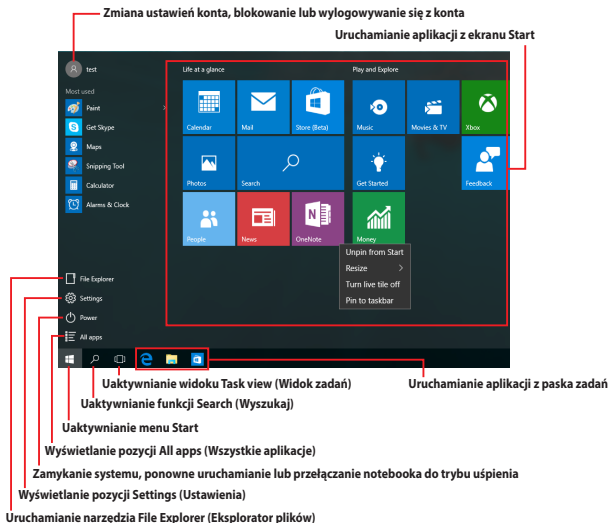 Zmiana ustawień konta, blokowanie lub wylogowywanie się z konta
Uruchamianie aplikacji z ekranu Start
test
Life at a glance
Play and Explore
Most used
Paint
Get Skype
Maps
Snipping Tool
Calculator
Alarms & Clock
Calendar
Mail
Store (Beta)
Music
Movies & TV
Xbox
Photos
Search
Get Started
Feedback
People
News
OneNote
Money
Unpin from Start
Resize
Turn live tile off
Pin to taskbar
File Explorer
Settings
Power
All apps
Uaktywnianie widoku Task view (Widok zadań)
Uruchamianie aplikacji z paska zadań
Uaktywnianie funkcji Search (Wyszukaj)
Uaktywnianie menu Start
Wyświetlanie pozycji All apps (Wszystkie aplikacje)
Zamykanie systemu, ponowne uruchamianie lub przełączanie notebooka do trybu uśpienia
Wyświetlanie pozycji Settings (Ustawienia)
Uruchamianie narzędzia File Explorer (Eksplorator plików)